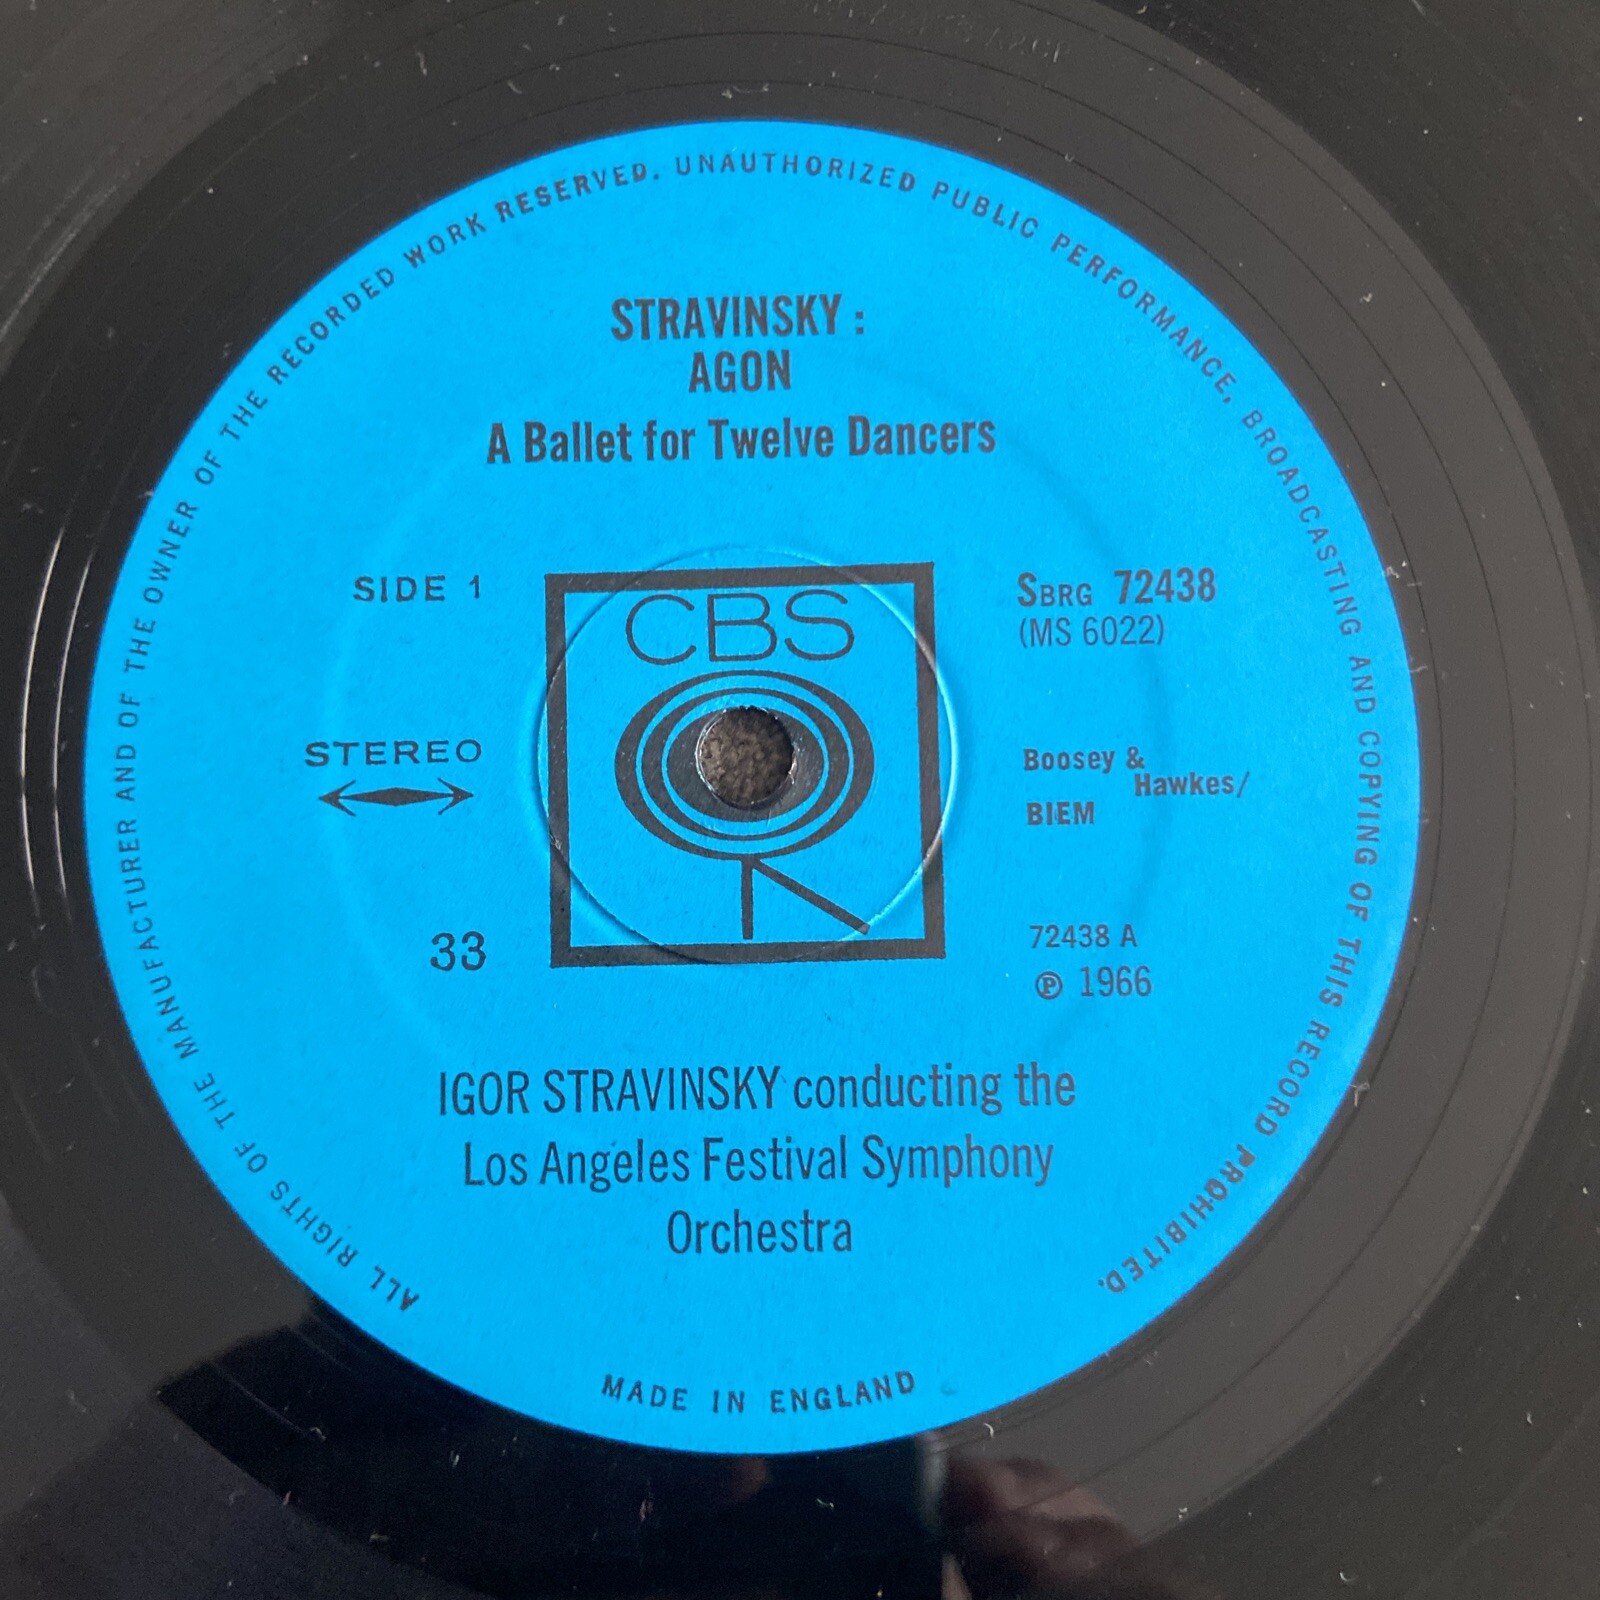 ALL RIGHTS OF THE MANUFACTURER AND OF THE OWNER OF THE RECORDED WORK RESERVED. UNAUTHORIZED PUBLIC PERFORMANCE, BROADCASTING AND COPYING OF THIS RECORD PROHIBITED.
STRAVINSKY :
AGON
A Ballet for Twelve Dancers
SIDE 1
CBS
SBRG 72438
(MS 6022)
STEREO
Boosey &
Hawkes/
BIEM
33
72438 A
℗ 1966
IGOR STRAVINSKY conducting the
Los Angeles Festival Symphony
Orchestra
MADE IN ENGLAND